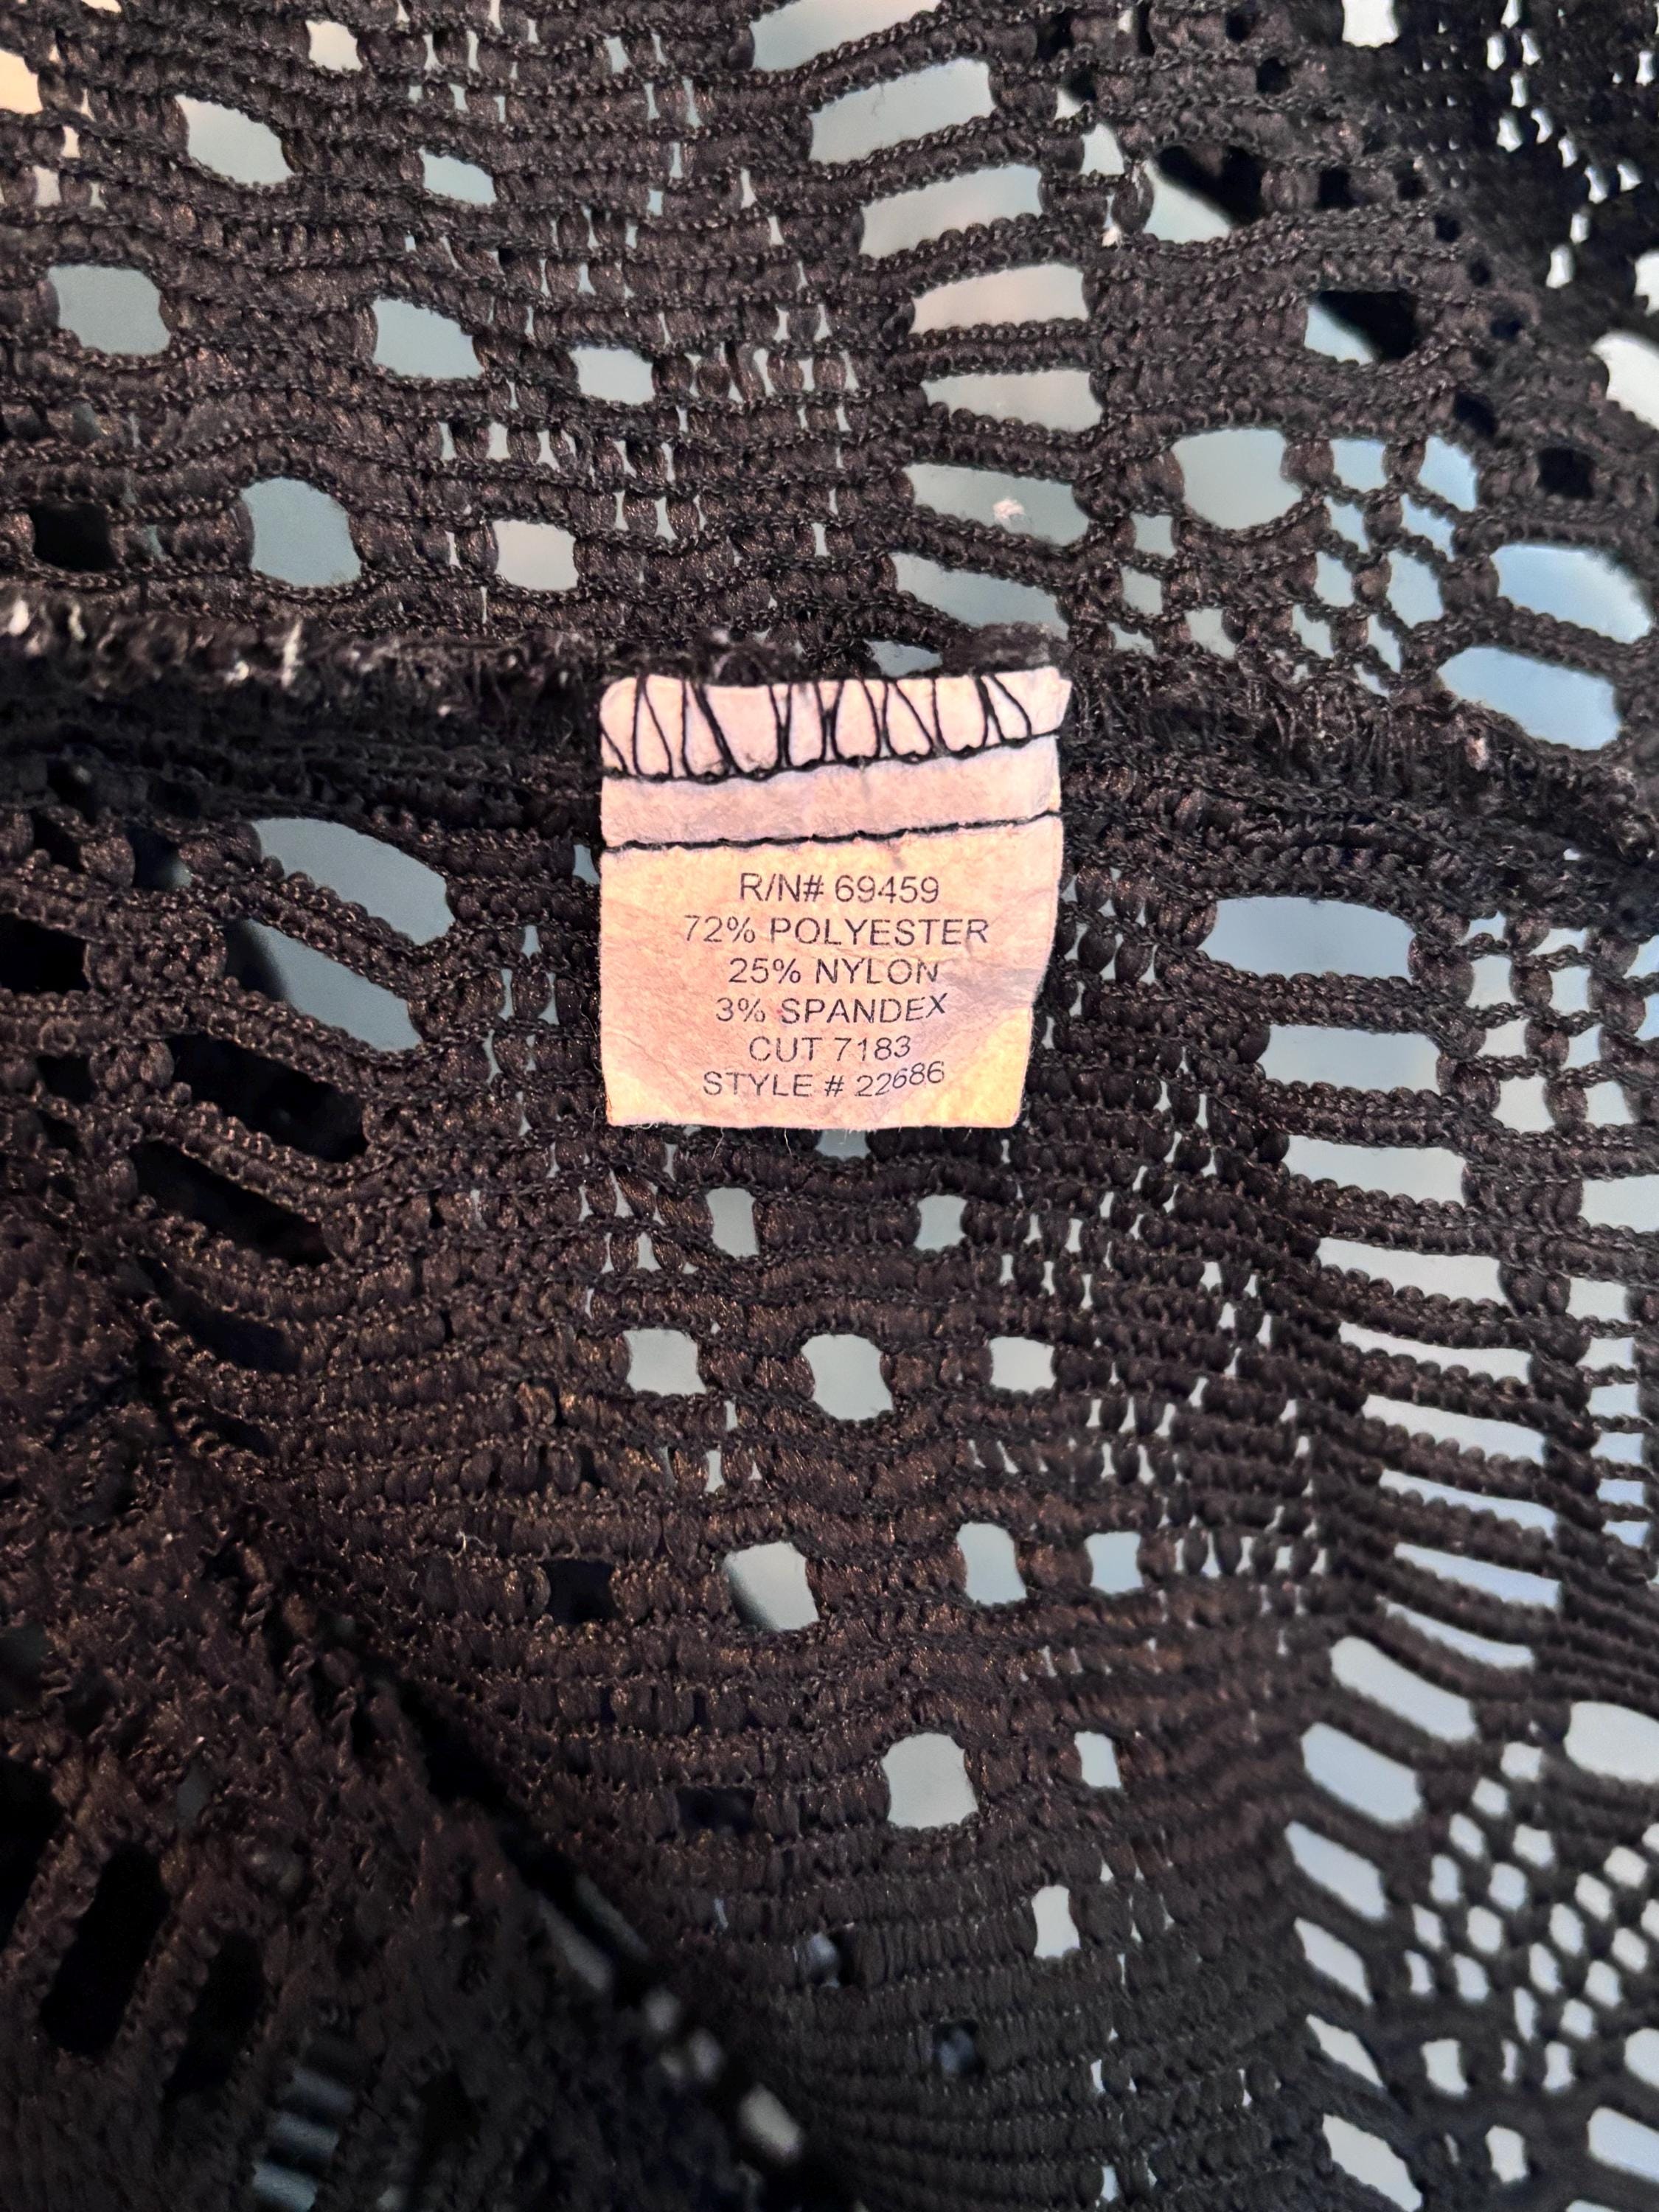 R/N# 69459
72% POLYESTER
25% NYLON
3% SPANDEX
CUT 7183
STYLE # 22686